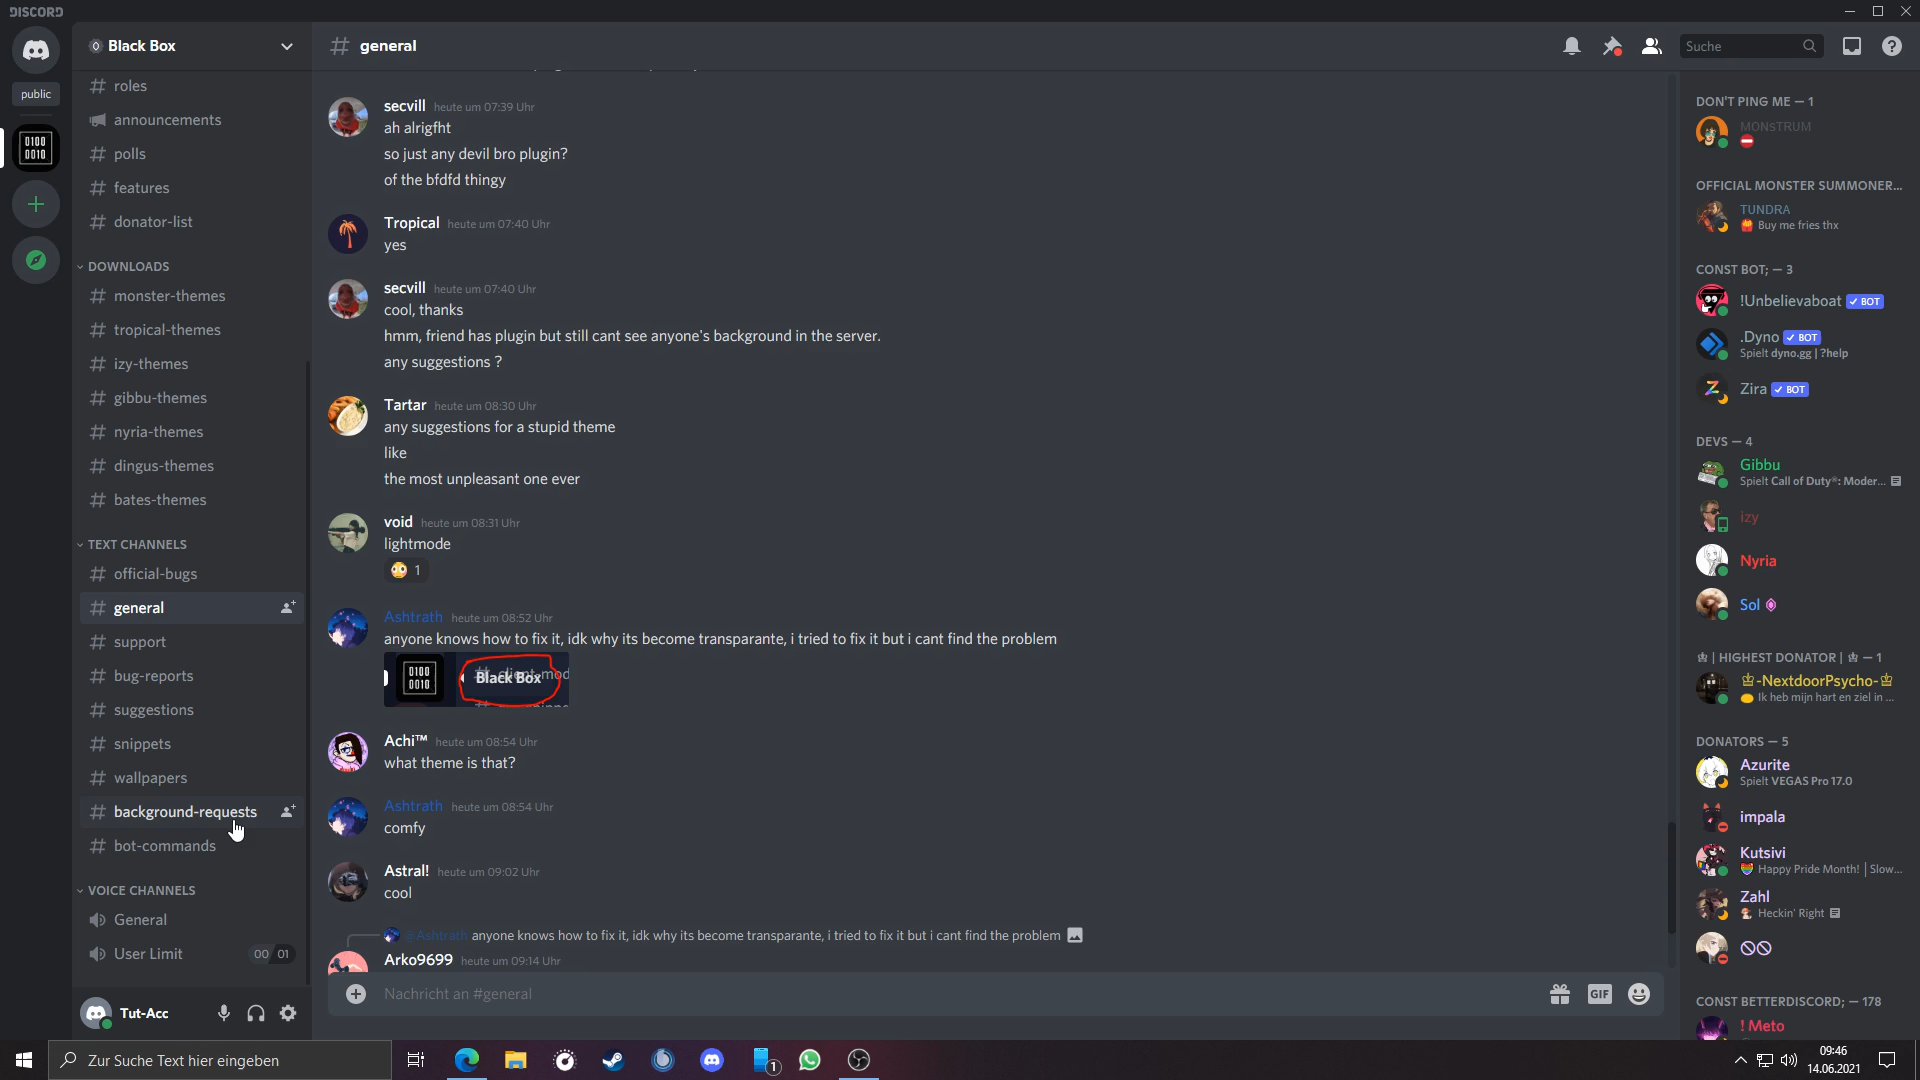 DISCORD
Black Box
general
Suche
public
roles
announcements
polls
features
donator-list
DOWNLOADS
monster-themes
tropical-themes
izy-themes
gibbu-themes
nyria-themes
dingus-themes
bates-themes
TEXT CHANNELS
official-bugs
general
support
bug-reports
suggestions
snippets
wallpapers
background-requests
bot-commands
VOICE CHANNELS
General
User Limit 00 01
Tut-Acc
secvill heute um 07:39 Uhr
ah alrigfht
so just any devil bro plugin?
of the bfdfd thingy
Tropical heute um 07:40 Uhr
yes
secvill heute um 07:40 Uhr
cool, thanks
hmm, friend has plugin but still cant see anyone's background in the server.
any suggestions ?
Tartar heute um 08:30 Uhr
any suggestions for a stupid theme
like
the most unpleasant one ever
void heute um 08:31 Uhr
lightmode
1
Ashtrath heute um 08:52 Uhr
anyone knows how to fix it, idk why its become transparante, i tried to fix it but i cant find the problem
0100
0010
# client-mod
Black Box
Achi™ heute um 08:54 Uhr
what theme is that?
Ashtrath heute um 08:54 Uhr
comfy
Astral! heute um 09:02 Uhr
cool
@Ashtrath anyone knows how to fix it, idk why its become transparante, i tried to fix it but i cant find the problem
Arko9699 heute um 09:14 Uhr
Nachricht an #general
GIF
DON'T PING ME — 1
MONSTRUM
OFFICIAL MONSTER SUMMONER...
TUNDRA
Buy me fries thx
CONST BOT; — 3
!Unbelievaboat ✓ BOT
.Dyno ✓ BOT
Spielt dyno.gg | ?help
Zira ✓ BOT
DEVS — 4
Gibbu
Spielt Call of Duty®: Moder...
izy
Nyria
Sol
♔ | HIGHEST DONATOR | ♔ — 1
♔-NextdoorPsycho-♔
Ik heb mijn hart en ziel in ...
DONATORS — 5
Azurite
Spielt VEGAS Pro 17.0
impala
Kutsivi
Happy Pride Month! | Slow...
Zahl
Heckin' Right
CONST BETTERDISCORD; — 178
! Meto
Zur Suche Text hier eingeben
1
09:46
14.06.2021